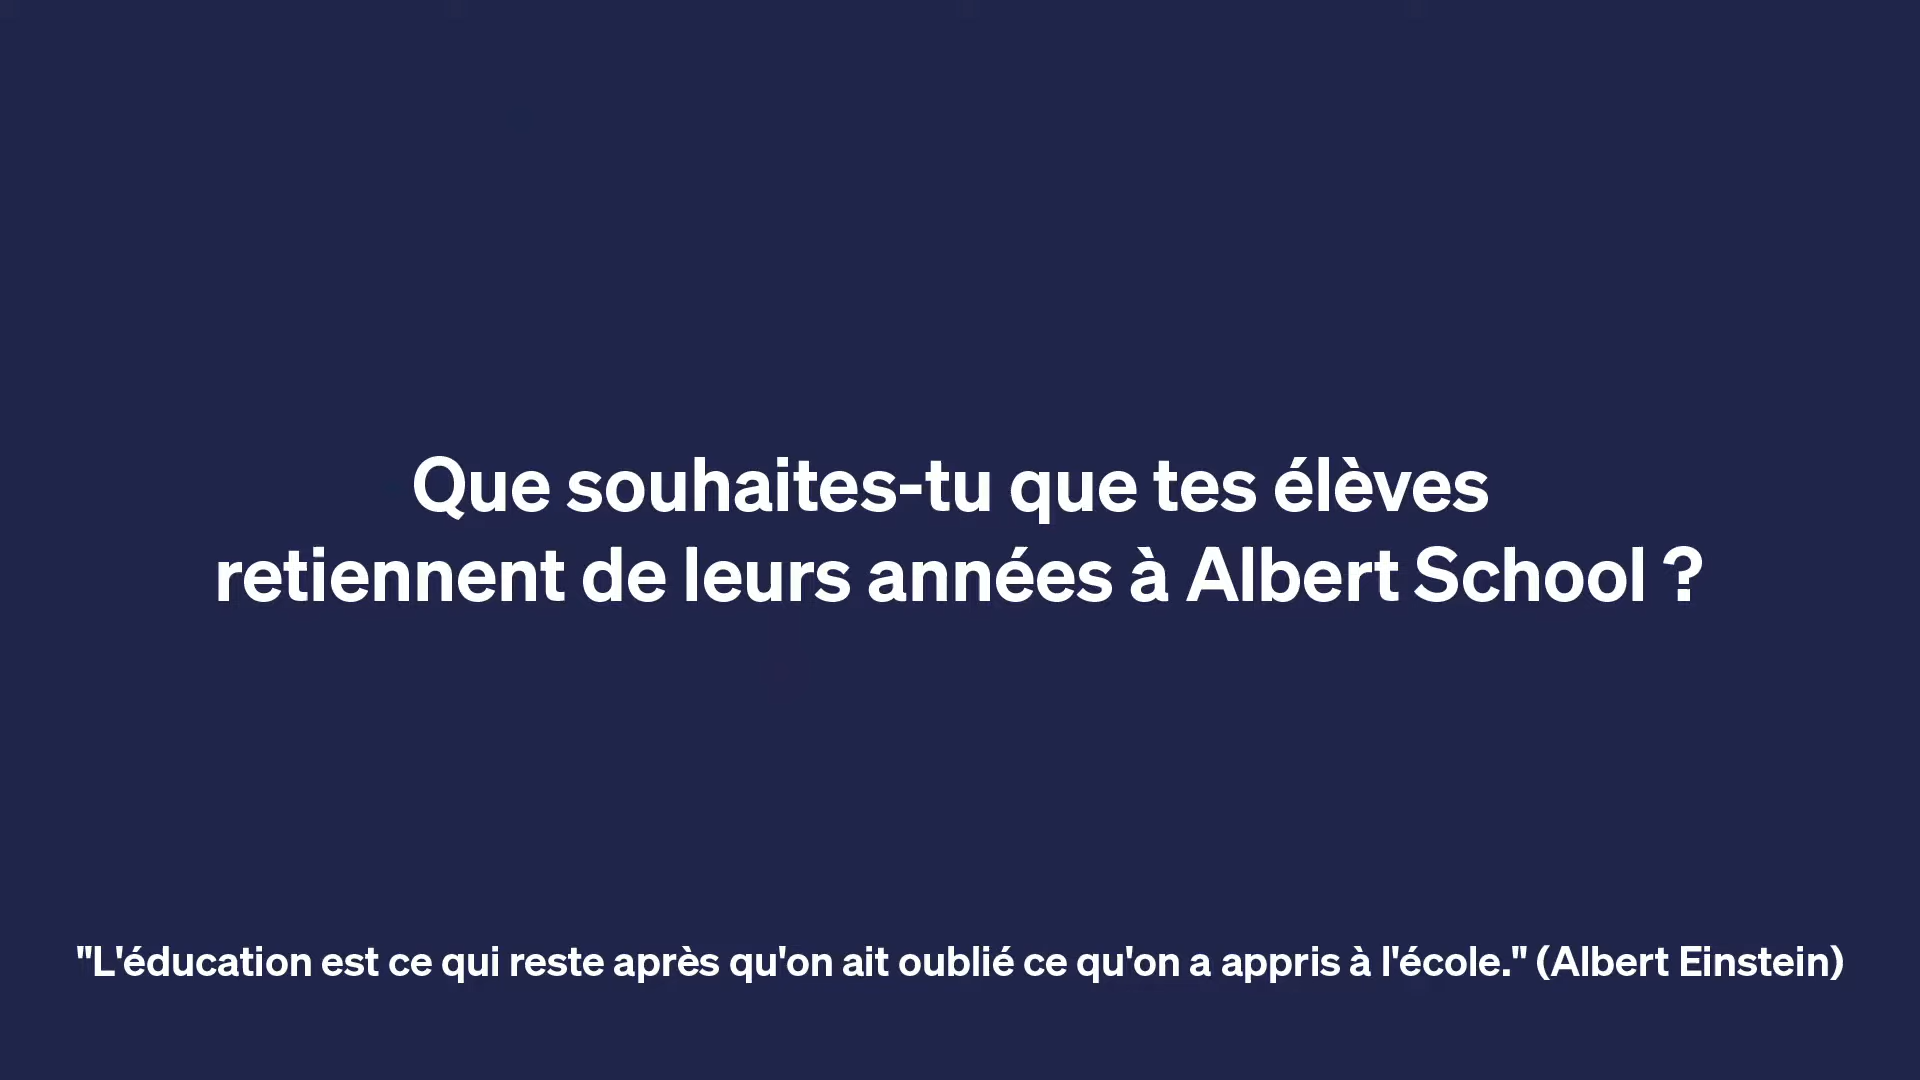 Que souhaites-tu que tes élèves
retiennent de leurs années à Albert School ?
"L'éducation est ce qui reste après qu'on ait oublié ce qu'on a appris à l'école." (Albert Einstein)